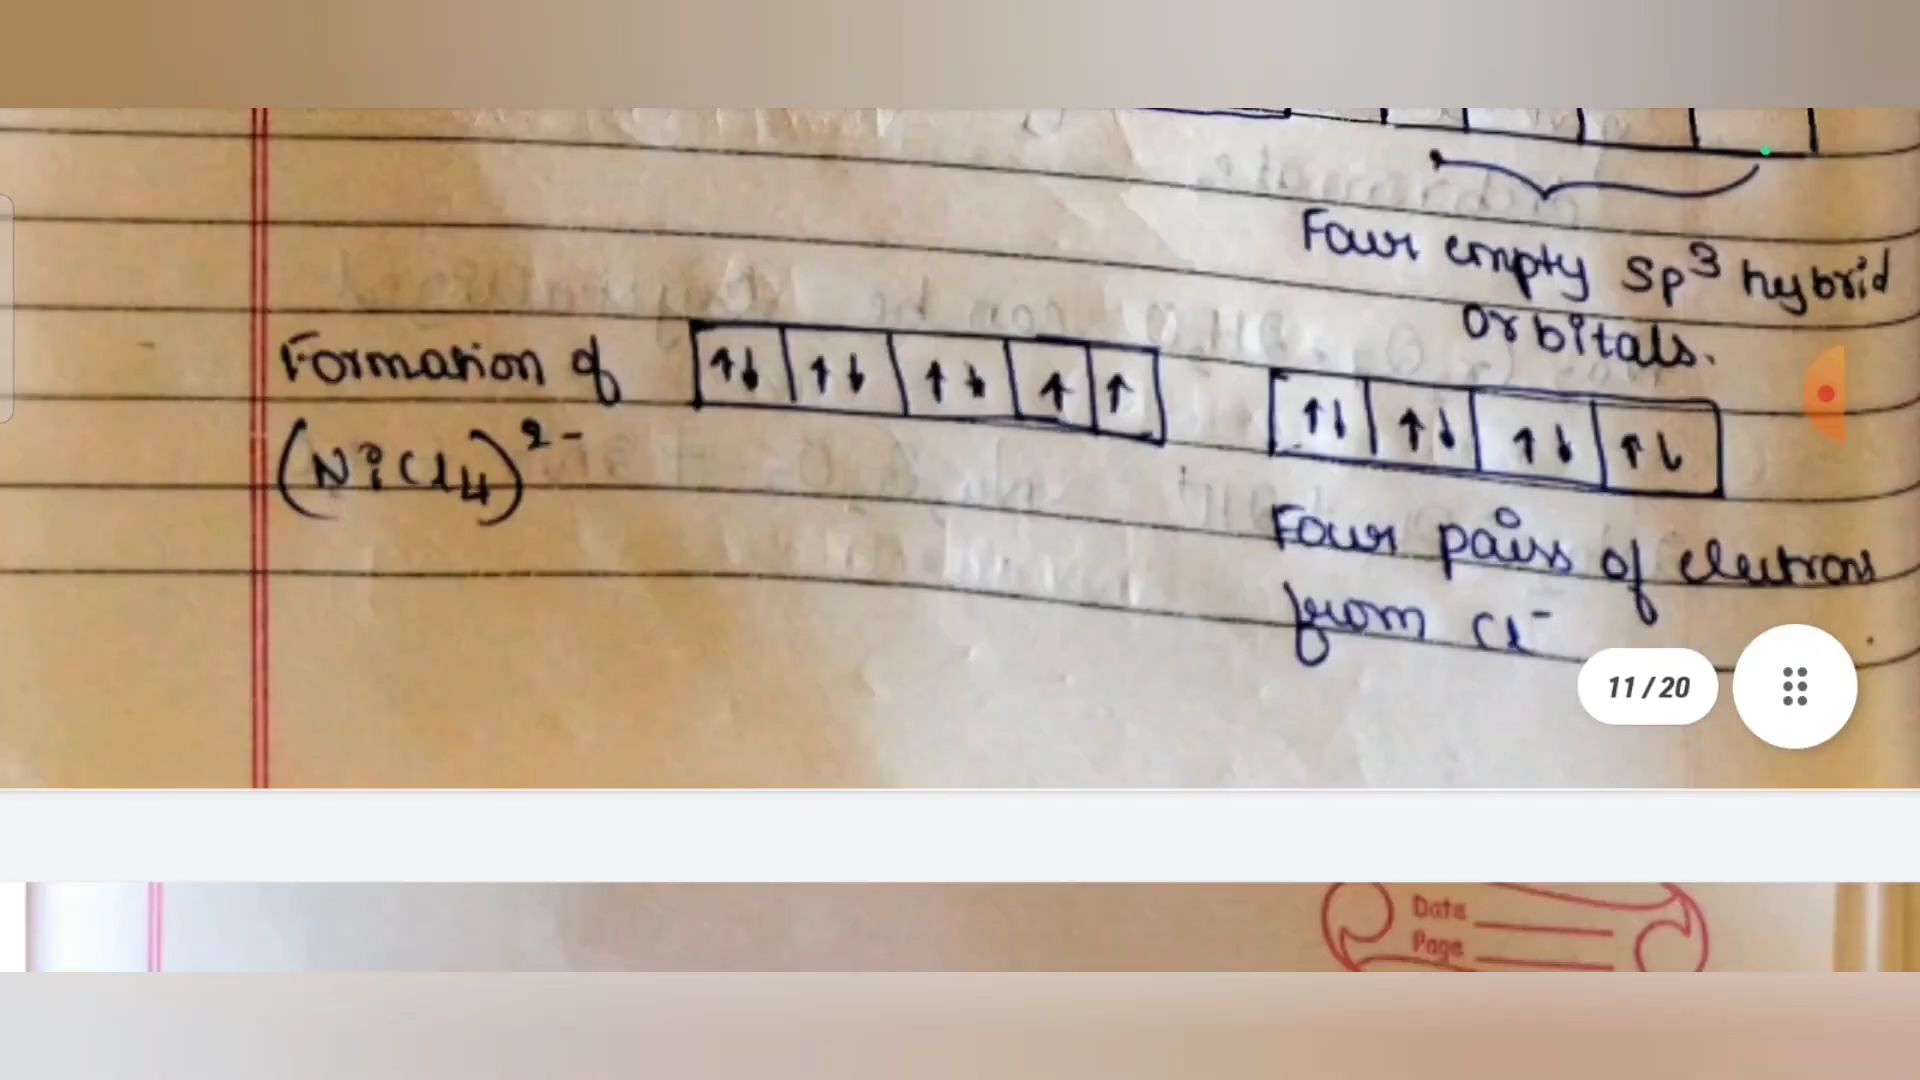 Four empty sp³ hybrid
orbitals.
Formation of ↑↓ ↑↓ ↑↓ ↑ ↑ ↑↓ ↑↓ ↑↓ ↑↓
(NiCl₄)²⁻
Four pairs of electrons
from Cl⁻
11 / 20
Date
Page